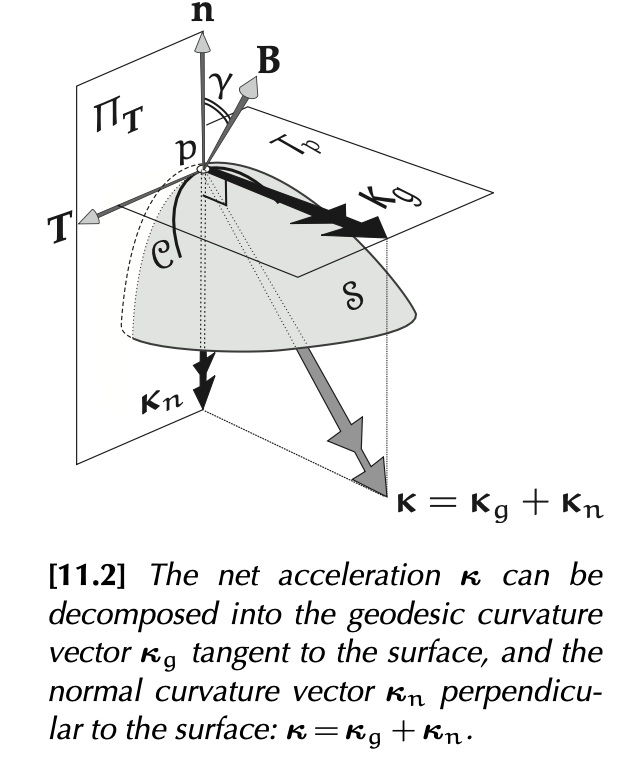 n
B
γ
Π_T
T_p
p
κ_g
T
C
S
κ_n
κ = κ_g + κ_n
[11.2] The net acceleration κ can be
decomposed into the geodesic curvature
vector κ_g tangent to the surface, and the
normal curvature vector κ_n perpendicu-
lar to the surface: κ = κ_g + κ_n.